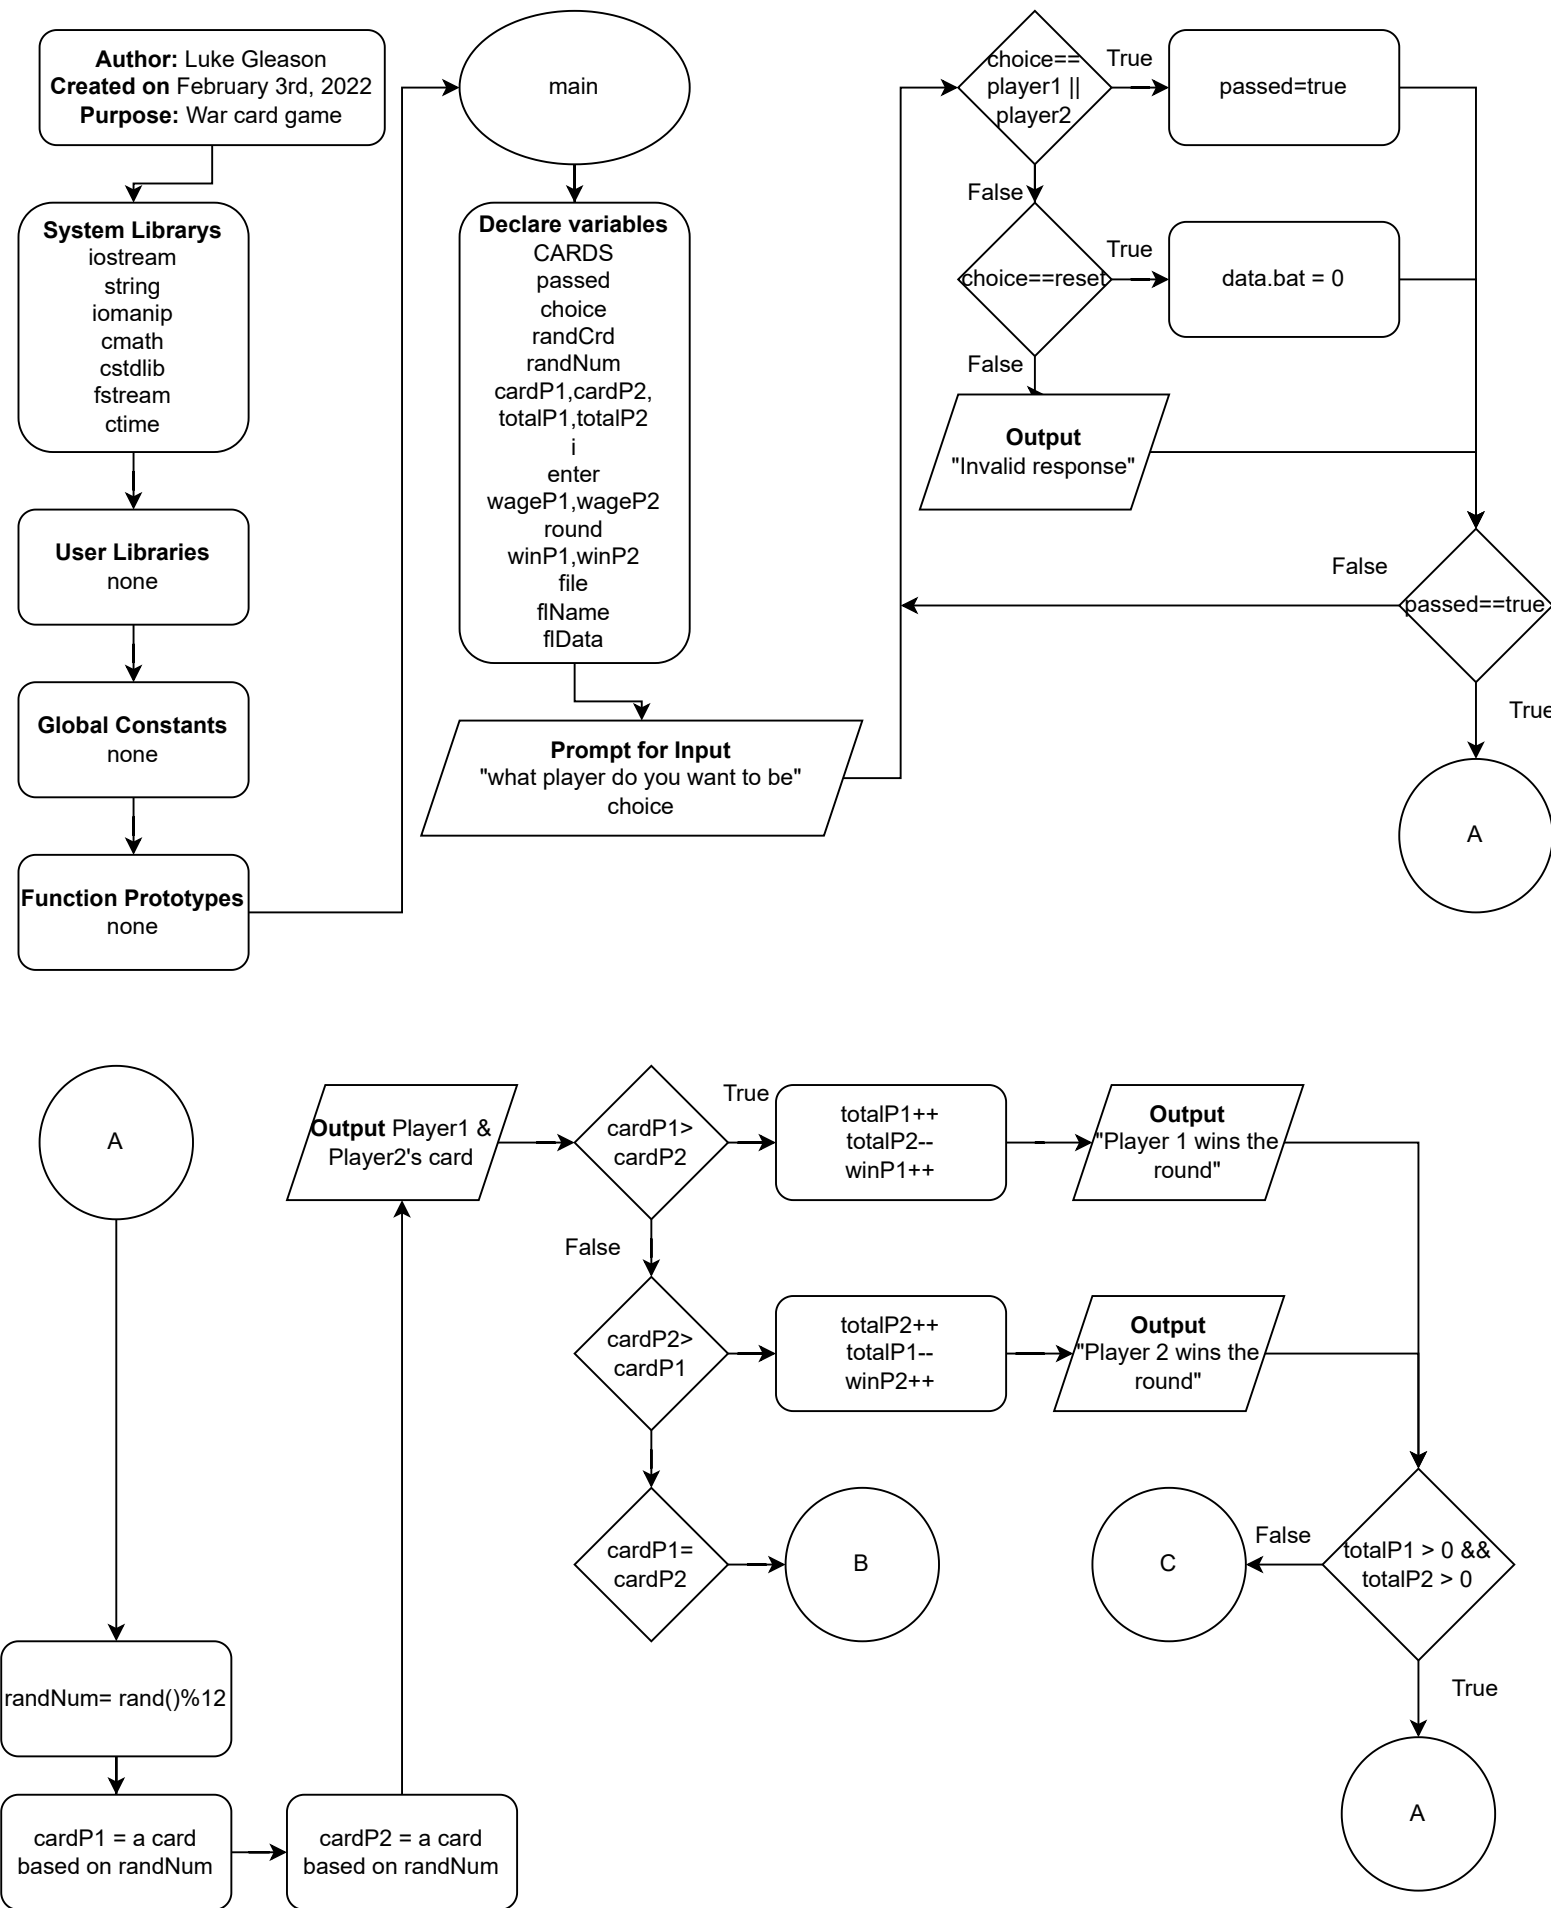 Author: Luke Gleason
Created on February 3rd, 2022
Purpose: War card game
System Librarys
iostream
string
iomanip
cmath
cstdlib
fstream
ctime
User Libraries
none
Global Constants
none
Function Prototypes
none
main
Declare variables
CARDS
passed
choice
randCrd
randNum
cardP1,cardP2,
totalP1,totalP2
i
enter
wageP1,wageP2
round
winP1,winP2
file
flName
flData
Prompt for Input
"what player do you want to be"
choice
choice==
player1 ||
player2
True
passed=true
False
choice==reset
True
data.bat = 0
False
Output
"Invalid response"
False
passed==true
True
A
A
randNum= rand()%12
cardP1 = a card
based on randNum
cardP2 = a card
based on randNum
Output Player1 &
Player2's card
cardP1>
cardP2
True
totalP1++
totalP2--
winP1++
Output
"Player 1 wins the
round"
False
cardP2>
cardP1
totalP2++
totalP1--
winP2++
Output
"Player 2 wins the
round"
cardP1=
cardP2
B
C
False
totalP1 > 0 &&
totalP2 > 0
True
A